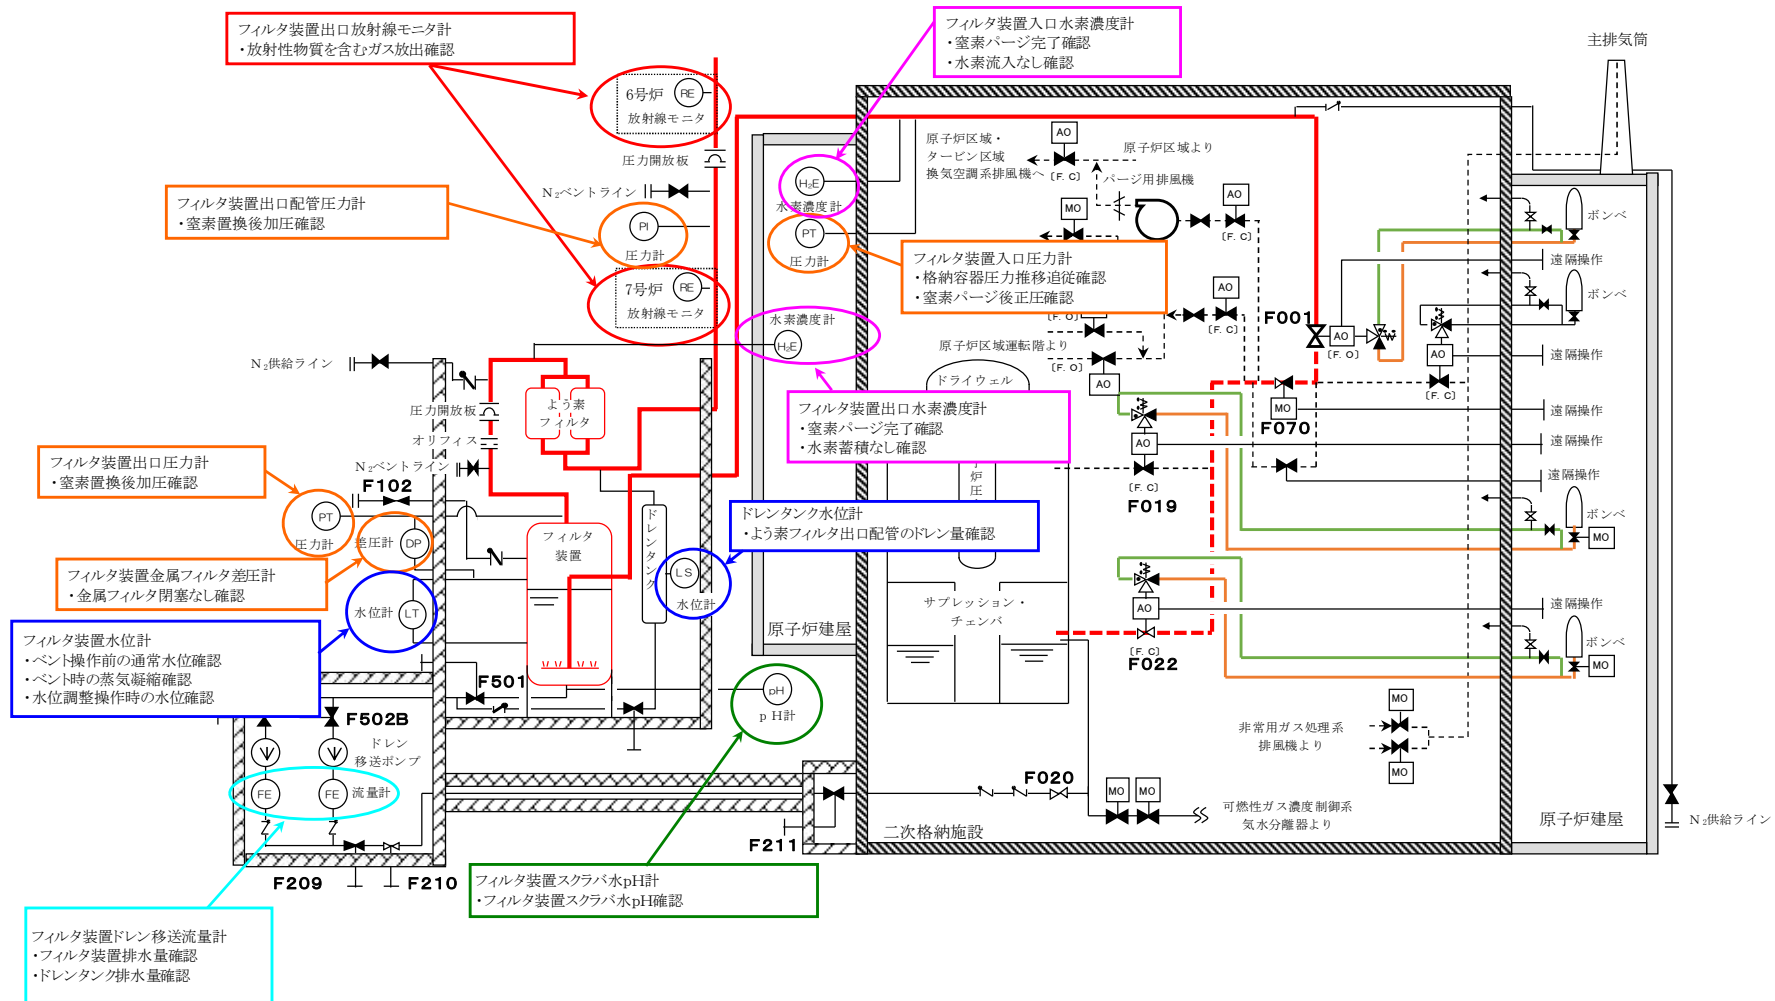 フィルタ装置出口放射線モニタ計
・放射性物質を含むガス放出確認
フィルタ装置入口水素濃度計
・窒素パージ完了確認
・水素流入なし確認
主排気筒
6号炉
RE
放射線モニタ
圧力開放板
N₂ベントライン
フィルタ装置出口配管圧力計
・窒素置換後加圧確認
PI
圧力計
7号炉
RE
放射線モニタ
H₂E
水素濃度計
PT
圧力計
フィルタ装置入口圧力計
・格納容器圧力推移追従確認
・窒素パージ後正圧確認
原子炉区域・
タービン区域
換気空調系排風機へ
AO
(F. C)
原子炉区域より
パージ用排風機
MO
AO
(F. C)
AO
(F. C)
(F. O)
原子炉区域運転階より
(F. O)
AO
ボンベ
遠隔操作
ボンベ
F001
AO
(F. O)
AO
(F. C)
遠隔操作
水素濃度計
H₂E
N₂供給ライン
圧力開放板
オリフィス
N₂ベントライン
よう素
フィルタ
ドライウェル
フィルタ装置出口水素濃度計
・窒素パージ完了確認
・水素蓄積なし確認
MO
F070
遠隔操作
AO
遠隔操作
(F. C)
F019
遠隔操作
フィルタ装置出口圧力計
・窒素置換後加圧確認
F102
PT
圧力計
差圧計
DP
フィルタ
装置
ドレンタンク
ドレンタンク水位計
・よう素フィルタ出口配管のドレン量確認
炉
圧
ボンベ
MO
フィルタ装置金属フィルタ差圧計
・金属フィルタ閉塞なし確認
水位計
LT
LS
水位計
サプレッション・
チェンバ
AO
(F. C)
F022
遠隔操作
ボンベ
MO
フィルタ装置水位計
・ベント操作前の通常水位確認
・ベント時の蒸気凝縮確認
・水位調整操作時の水位確認
原子炉建屋
F501
pH
pH計
F502B
ドレン
移送ポンプ
FE
FE
流量計
MO
非常用ガス処理系
排風機より
MO
F020
MO
MO
可燃性ガス濃度制御系
気水分離器より
二次格納施設
原子炉建屋
N₂供給ライン
F211
F209
F210
フィルタ装置スクラバ水pH計
・フィルタ装置スクラバ水pH確認
フィルタ装置ドレン移送流量計
・フィルタ装置排水量確認
・ドレンタンク排水量確認